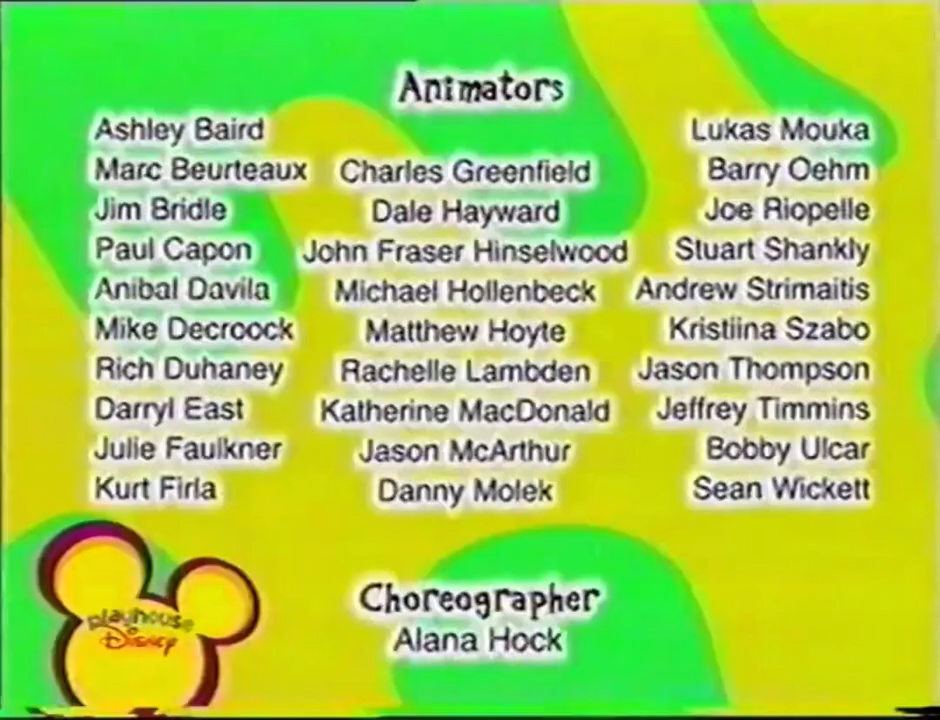 Animators
Ashley Baird
Marc Beurteaux
Jim Bridle
Paul Capon
Anibal Davila
Mike Decroock
Rich Duhaney
Darryl East
Julie Faulkner
Kurt Firla
Charles Greenfield
Dale Hayward
John Fraser Hinselwood
Michael Hollenbeck
Matthew Hoyte
Rachelle Lambden
Katherine MacDonald
Jason McArthur
Danny Molek
Lukas Mouka
Barry Oehm
Joe Riopelle
Stuart Shankly
Andrew Strimaitis
Kristiina Szabo
Jason Thompson
Jeffrey Timmins
Bobby Ulcar
Sean Wickett
Choreographer
Alana Hock
playhouse
Disney